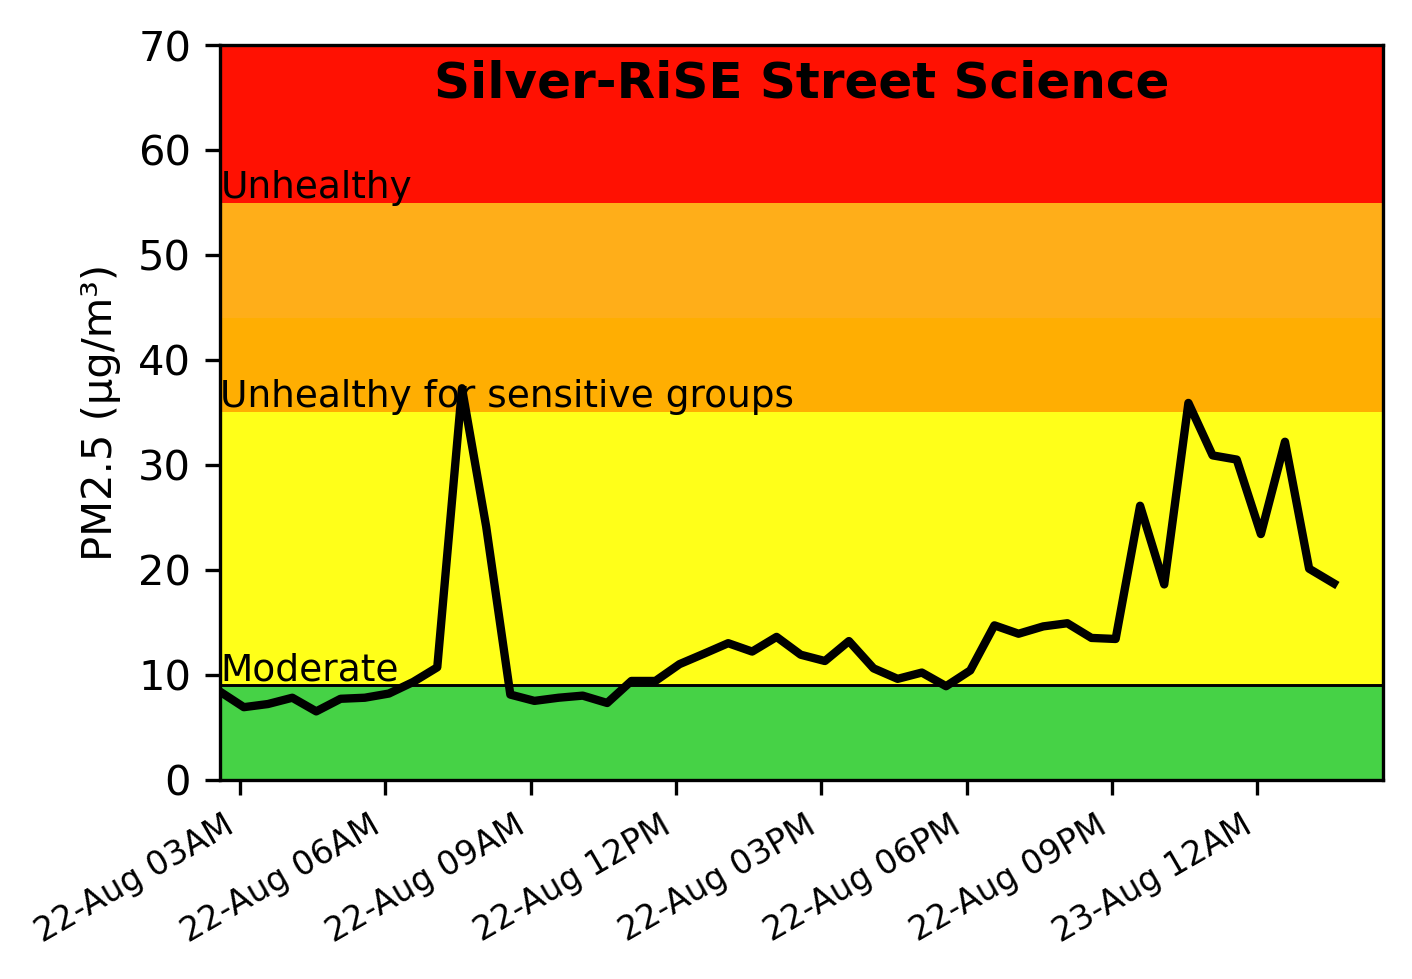 Silver-RiSE Street Science
70
60
50
40
30
20
10
0
PM2.5 (µg/m³)
Unhealthy
Unhealthy for sensitive groups
Moderate
22-Aug 03AM
22-Aug 06AM
22-Aug 09AM
22-Aug 12PM
22-Aug 03PM
22-Aug 06PM
22-Aug 09PM
23-Aug 12AM